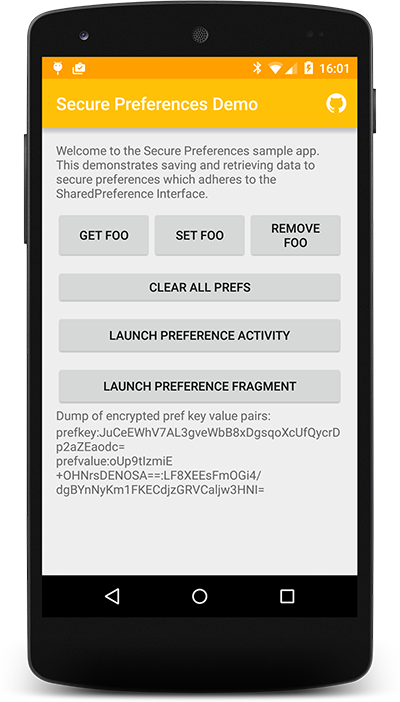 16:01
Secure Preferences Demo
Welcome to the Secure Preferences sample app.
This demonstrates saving and retrieving data to
secure preferences which adheres to the
SharedPreference Interface.
GET FOO
SET FOO
REMOVE
FOO
CLEAR ALL PREFS
LAUNCH PREFERENCE ACTIVITY
LAUNCH PREFERENCE FRAGMENT
Dump of encrypted pref key value pairs:
prefkey:JuCeEWhV7AL3gveWbB8xDgsqoXcUfQycrD
p2aZEaodc=
prefvalue:oUp9tIzmiE
+OHNrsDENOSA==:LF8XEEsFmOGi4/
dgBYnNyKm1FKECdjzGRVCaljw3HNI=